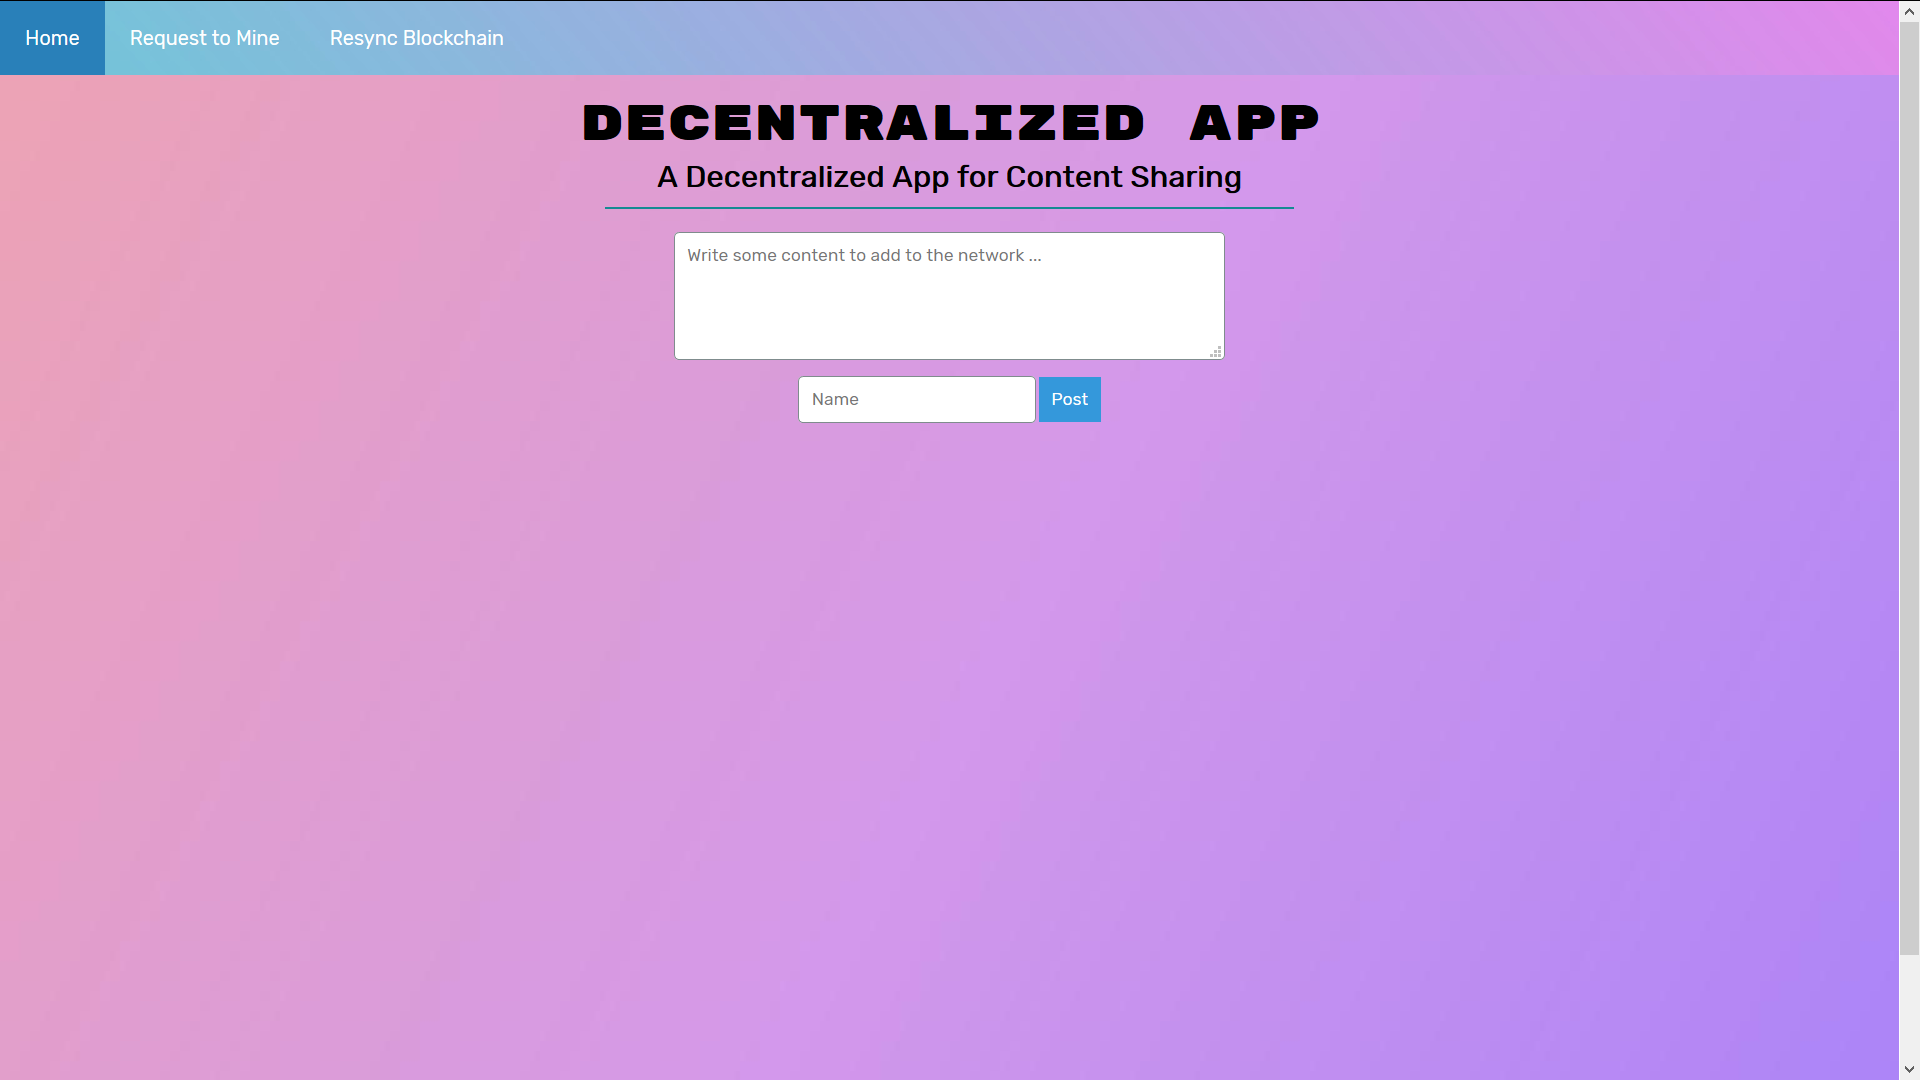 Home Request to Mine Resync Blockchain
DECENTRALIZED APP
A Decentralized App for Content Sharing
Write some content to add to the network ...
Name Post